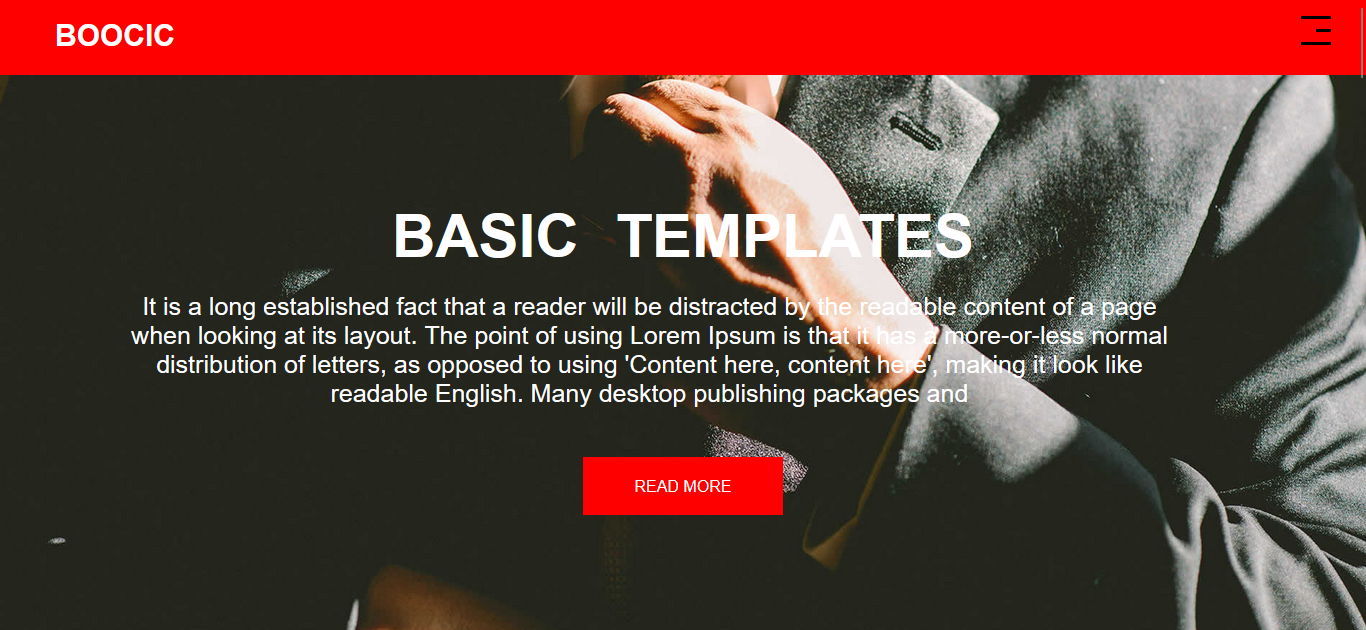 BOOCIC
BASIC TEMPLATES
It is a long established fact that a reader will be distracted by the readable content of a page
when looking at its layout. The point of using Lorem Ipsum is that it has a more-or-less normal
distribution of letters, as opposed to using 'Content here, content here', making it look like
readable English. Many desktop publishing packages and
READ MORE